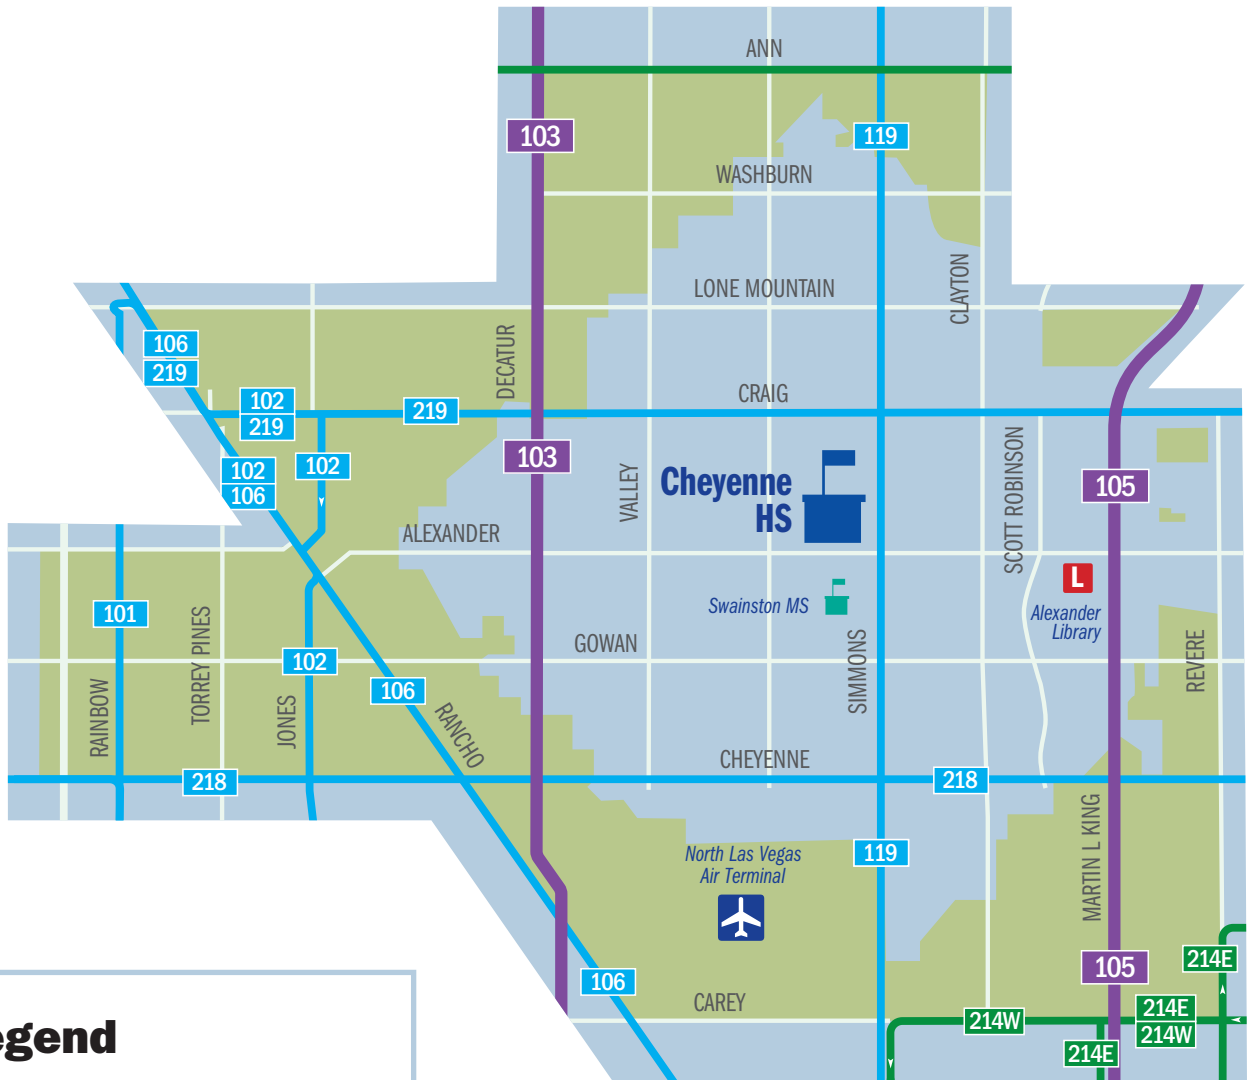 ANN
103
119
WASHBURN
LONE MOUNTAIN
CLAYTON
106
219
DECATUR
102
219
219
CRAIG
102
106
102
103
VALLEY
Cheyenne
HS
SCOTT ROBINSON
105
ALEXANDER
L
Alexander
Library
Swainston MS
101
TORREY PINES
GOWAN
SIMMONS
REVERE
102
106
RAINBOW
JONES
RANCHO
CHEYENNE
218
218
MARTIN L KING
North Las Vegas
Air Terminal
119
105
214E
106
CAREY
214W
214E
214W
214E
egend